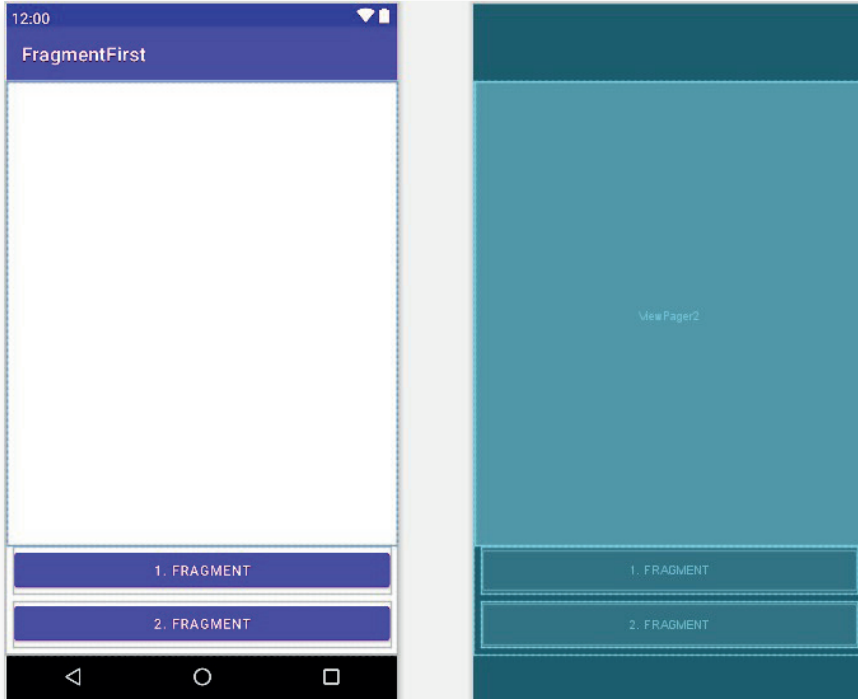 12:00
FragmentFirst
1. FRAGMENT
2. FRAGMENT
ViewPager2
1. FRAGMENT
2. FRAGMENT